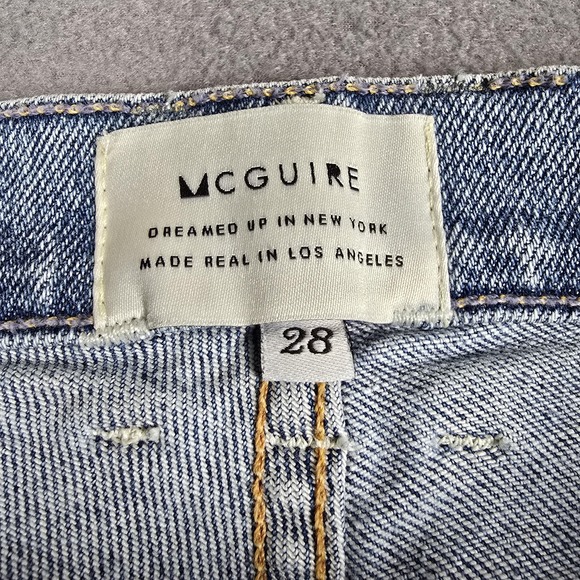 MCGUIRE
DREAMED UP IN NEW YORK
MADE REAL IN LOS ANGELES
28